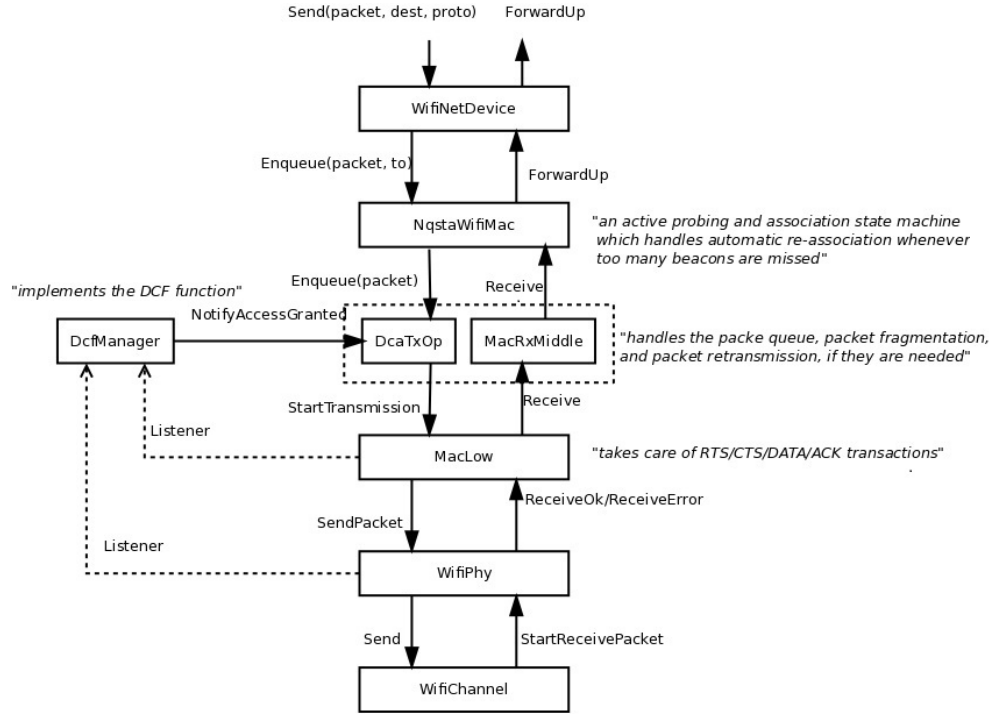 Send(packet, dest, proto)
ForwardUp
WifiNetDevice
Enqueue(packet, to)
ForwardUp
NqstaWifiMac
"an active probing and association state machine
which handles automatic re-association whenever
too many beacons are missed"
Enqueue(packet)
Receive
"implements the DCF function"
NotifyAccessGranted
DcfManager
DcaTxOp
MacRxMiddle
"handles the packe queue, packet fragmentation,
and packet retransmission, if they are needed"
StartTransmission
Receive
Listener
MacLow
"takes care of RTS/CTS/DATA/ACK transactions"
ReceiveOk/ReceiveError
SendPacket
Listener
WifiPhy
Send
StartReceivePacket
WifiChannel